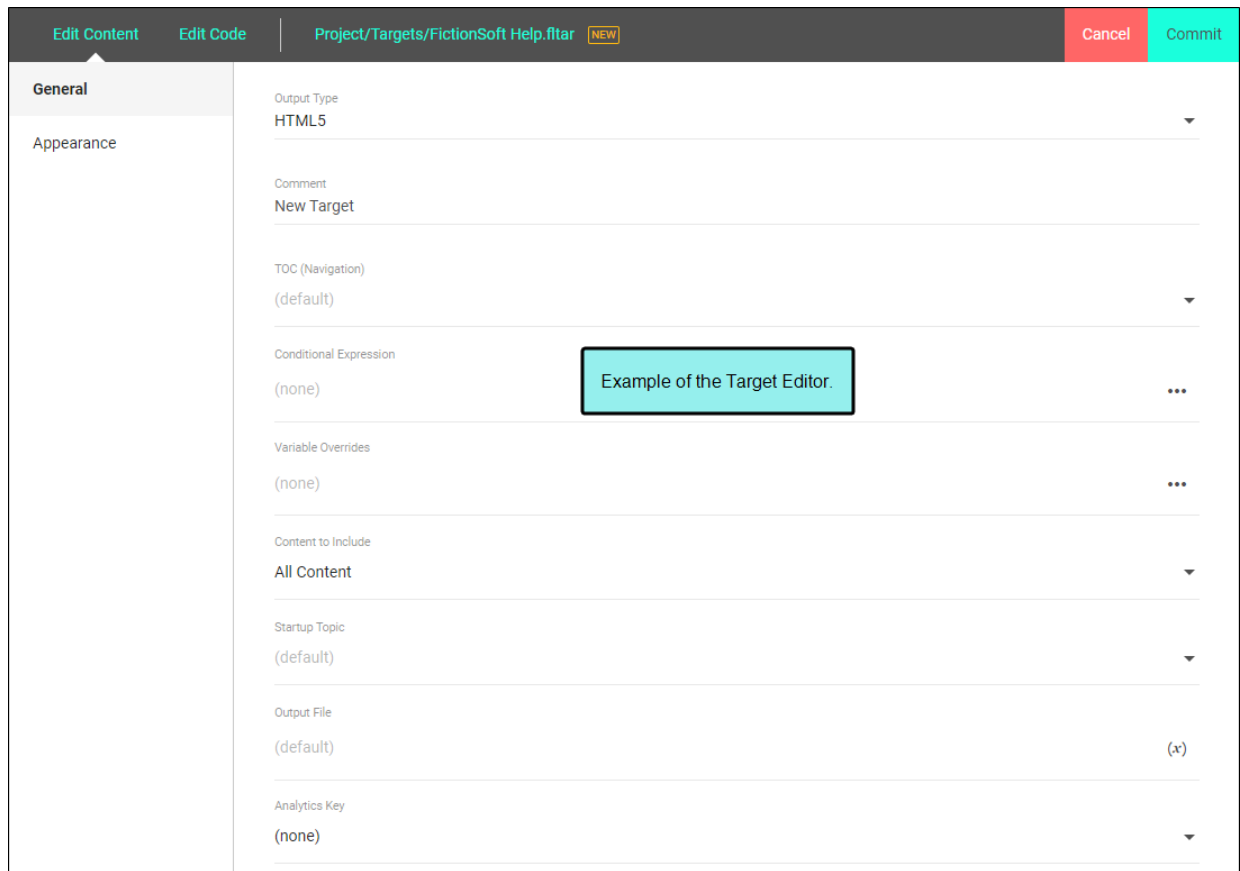 Edit Content Edit Code Project/Targets/FictionSoft Help.fltar NEW Cancel Commit
General
Appearance
Output Type
HTML5
Comment
New Target
TOC (Navigation)
(default)
Conditional Expression
(none)
Example of the Target Editor.
Variable Overrides
(none)
Content to Include
All Content
Startup Topic
(default)
Output File
(default) (x)
Analytics Key
(none)